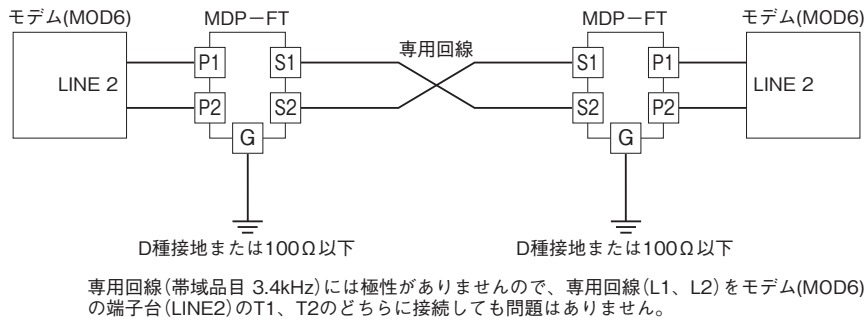 モデム(MOD6)
MDP−FT
MDP−FT
モデム(MOD6)
専用回線
LINE 2
P1
S1
S1
P1
LINE 2
P2
S2
S2
P2
G
G
D種接地または100Ω以下
D種接地または100Ω以下
専用回線(帯域品目 3.4kHz)には極性がありませんので、専用回線(L1、L2)をモデム(MOD6)
の端子台(LINE2)のT1、T2のどちらに接続しても問題はありません。